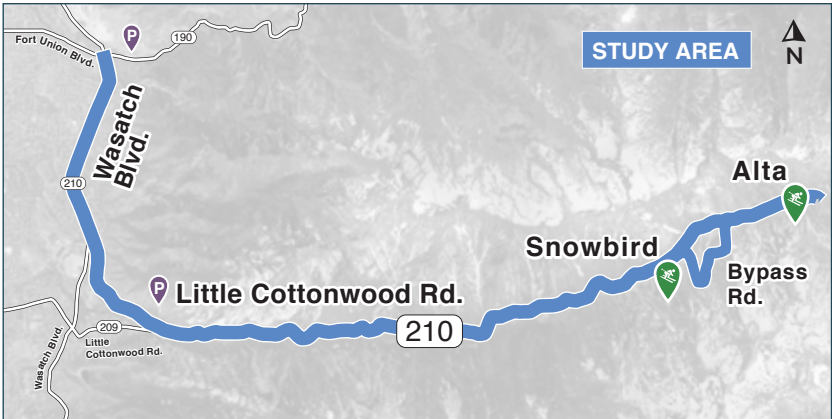 P
190
Fort Union Blvd.
STUDY AREA
N
Wasatch
Blvd.
210
Alta
Snowbird
Bypass
Rd.
P
Little Cottonwood Rd.
210
209
Little
Cottonwood Rd.
Wasatch Blvd.